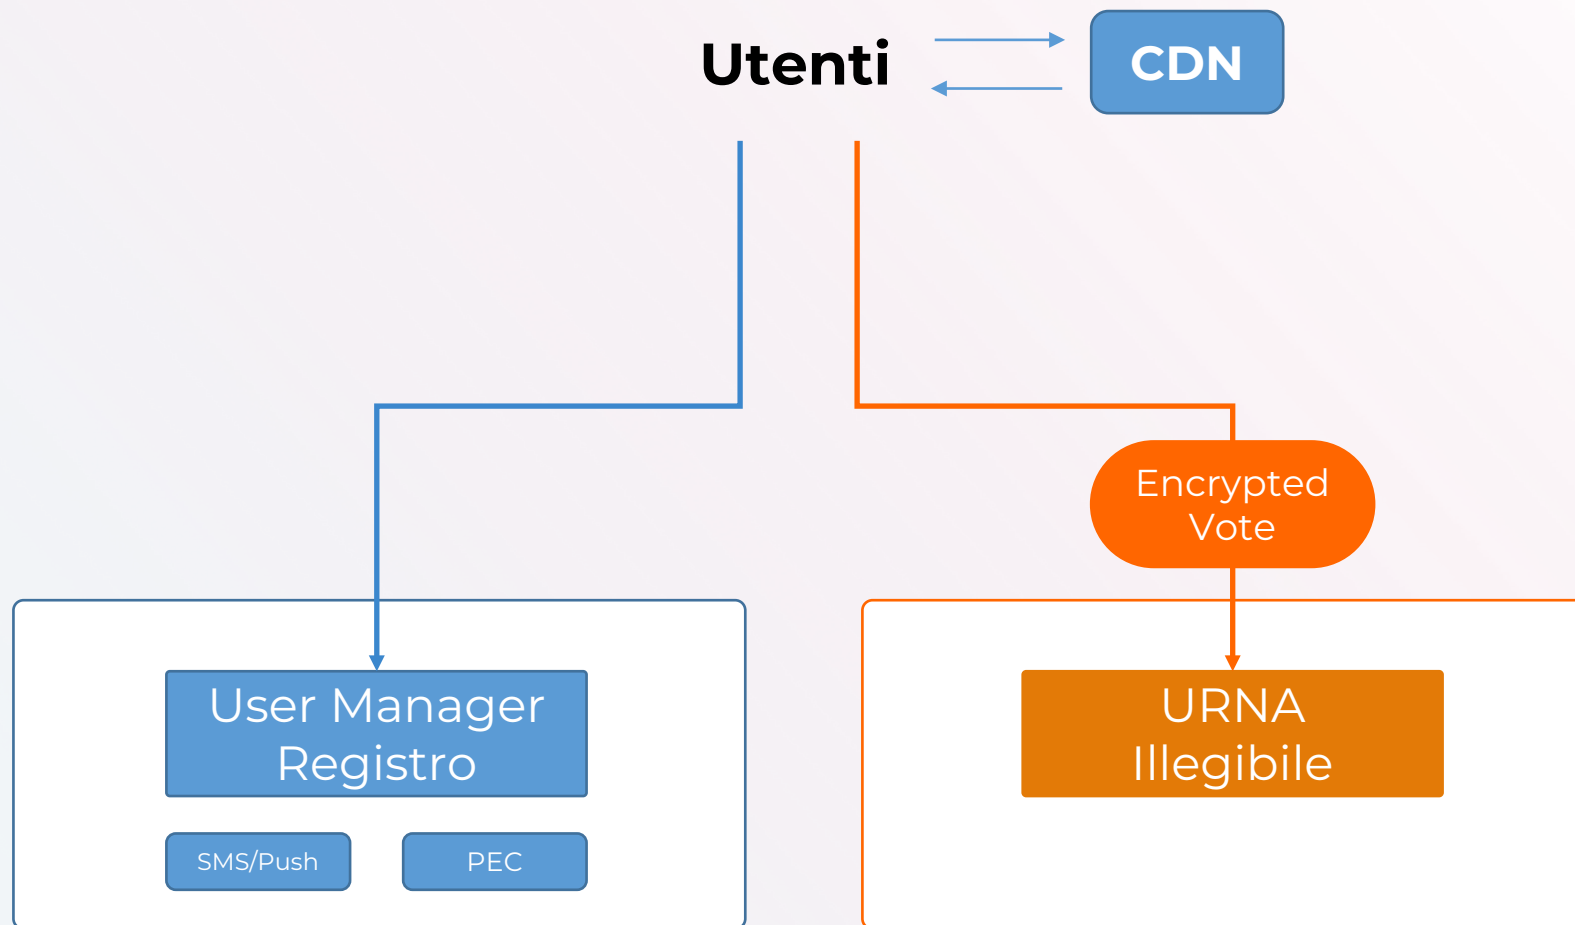 Utenti
CDN
Encrypted
Vote
User Manager
Registro
SMS/Push
PEC
URNA
Illegibile